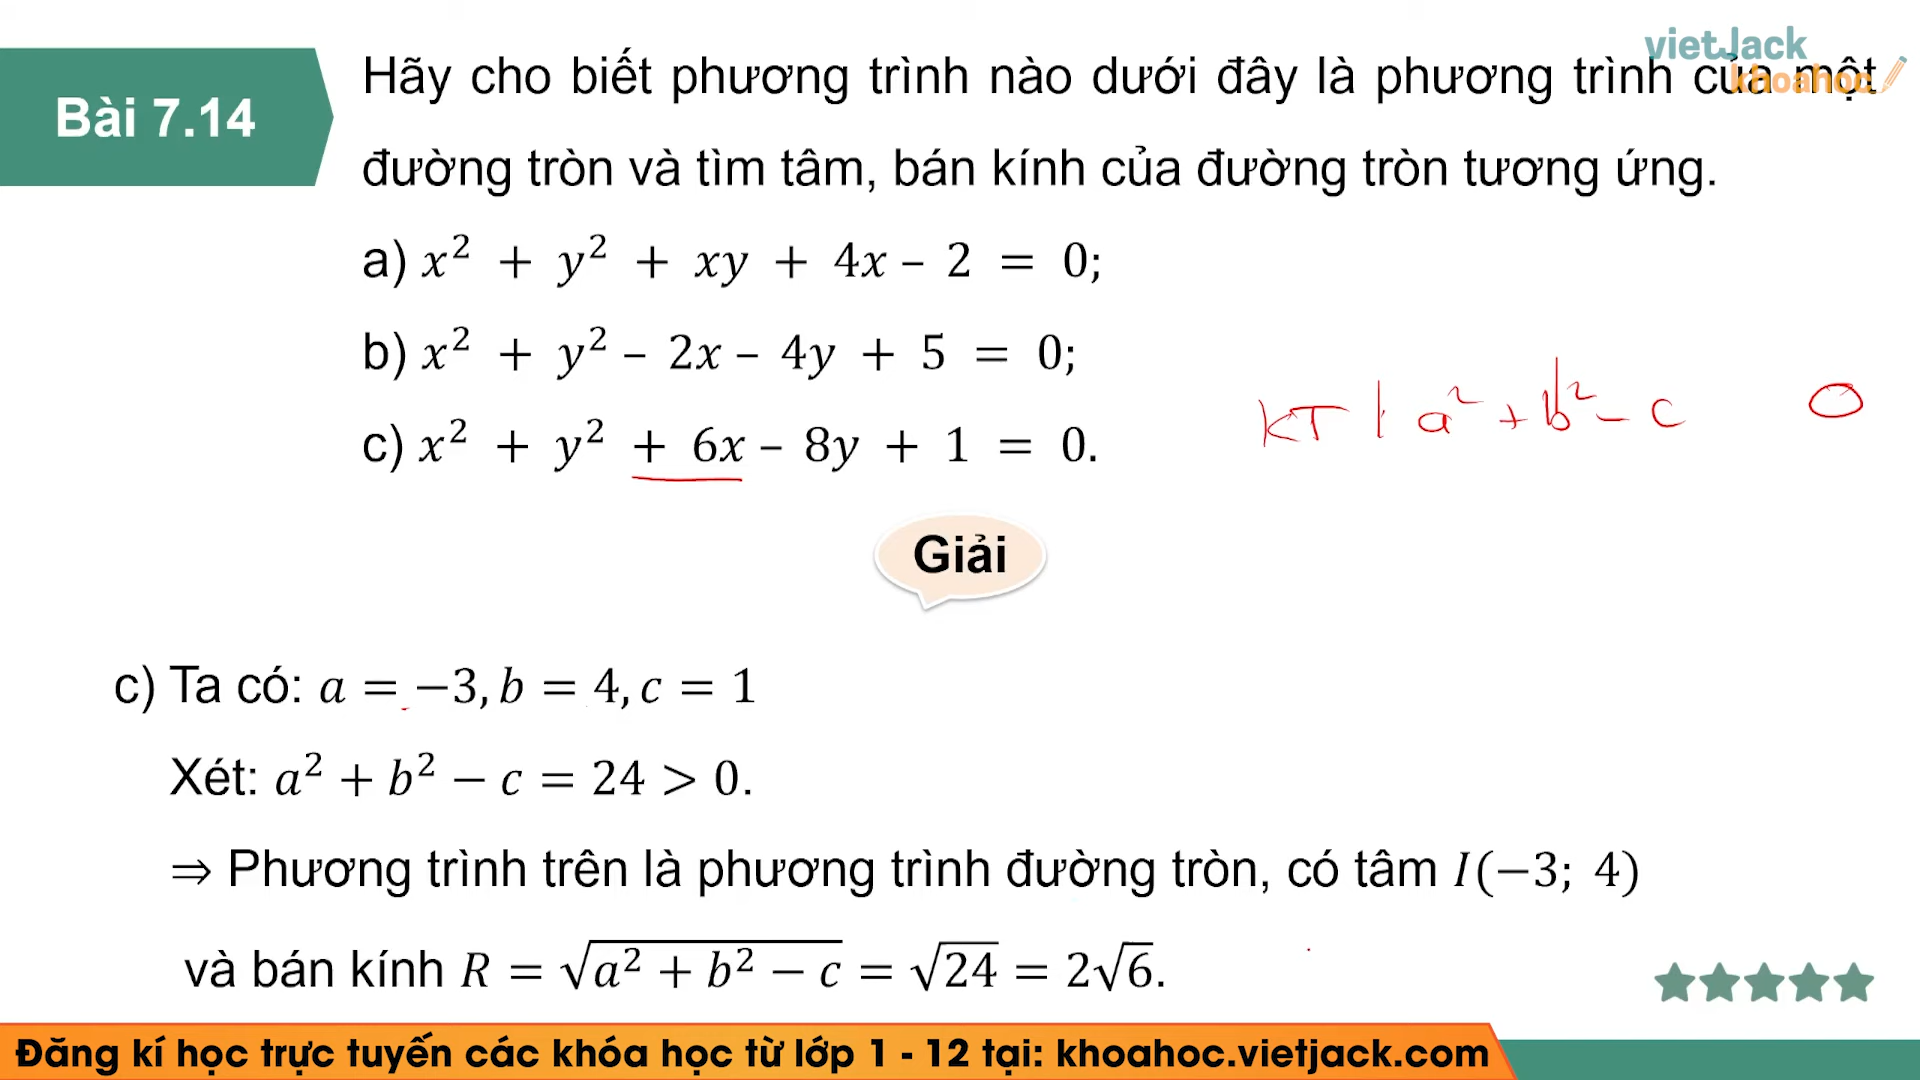 vietJack
khoahoc
Bài 7.14
Hãy cho biết phương trình nào dưới đây là phương trình của một
đường tròn và tìm tâm, bán kính của đường tròn tương ứng.
a) x² + y² + xy + 4x – 2 = 0;
b) x² + y² – 2x – 4y + 5 = 0;
c) x² + y² + 6x – 8y + 1 = 0.
KT | a² + b² - c 0
Giải
c) Ta có: a = −3, b = 4, c = 1
Xét: a² + b² − c = 24 > 0.
⇒ Phương trình trên là phương trình đường tròn, có tâm I(−3; 4)
và bán kính R = √(a² + b² − c) = √24 = 2√6.
Đăng kí học trực tuyến các khóa học từ lớp 1 - 12 tại: khoahoc.vietjack.com